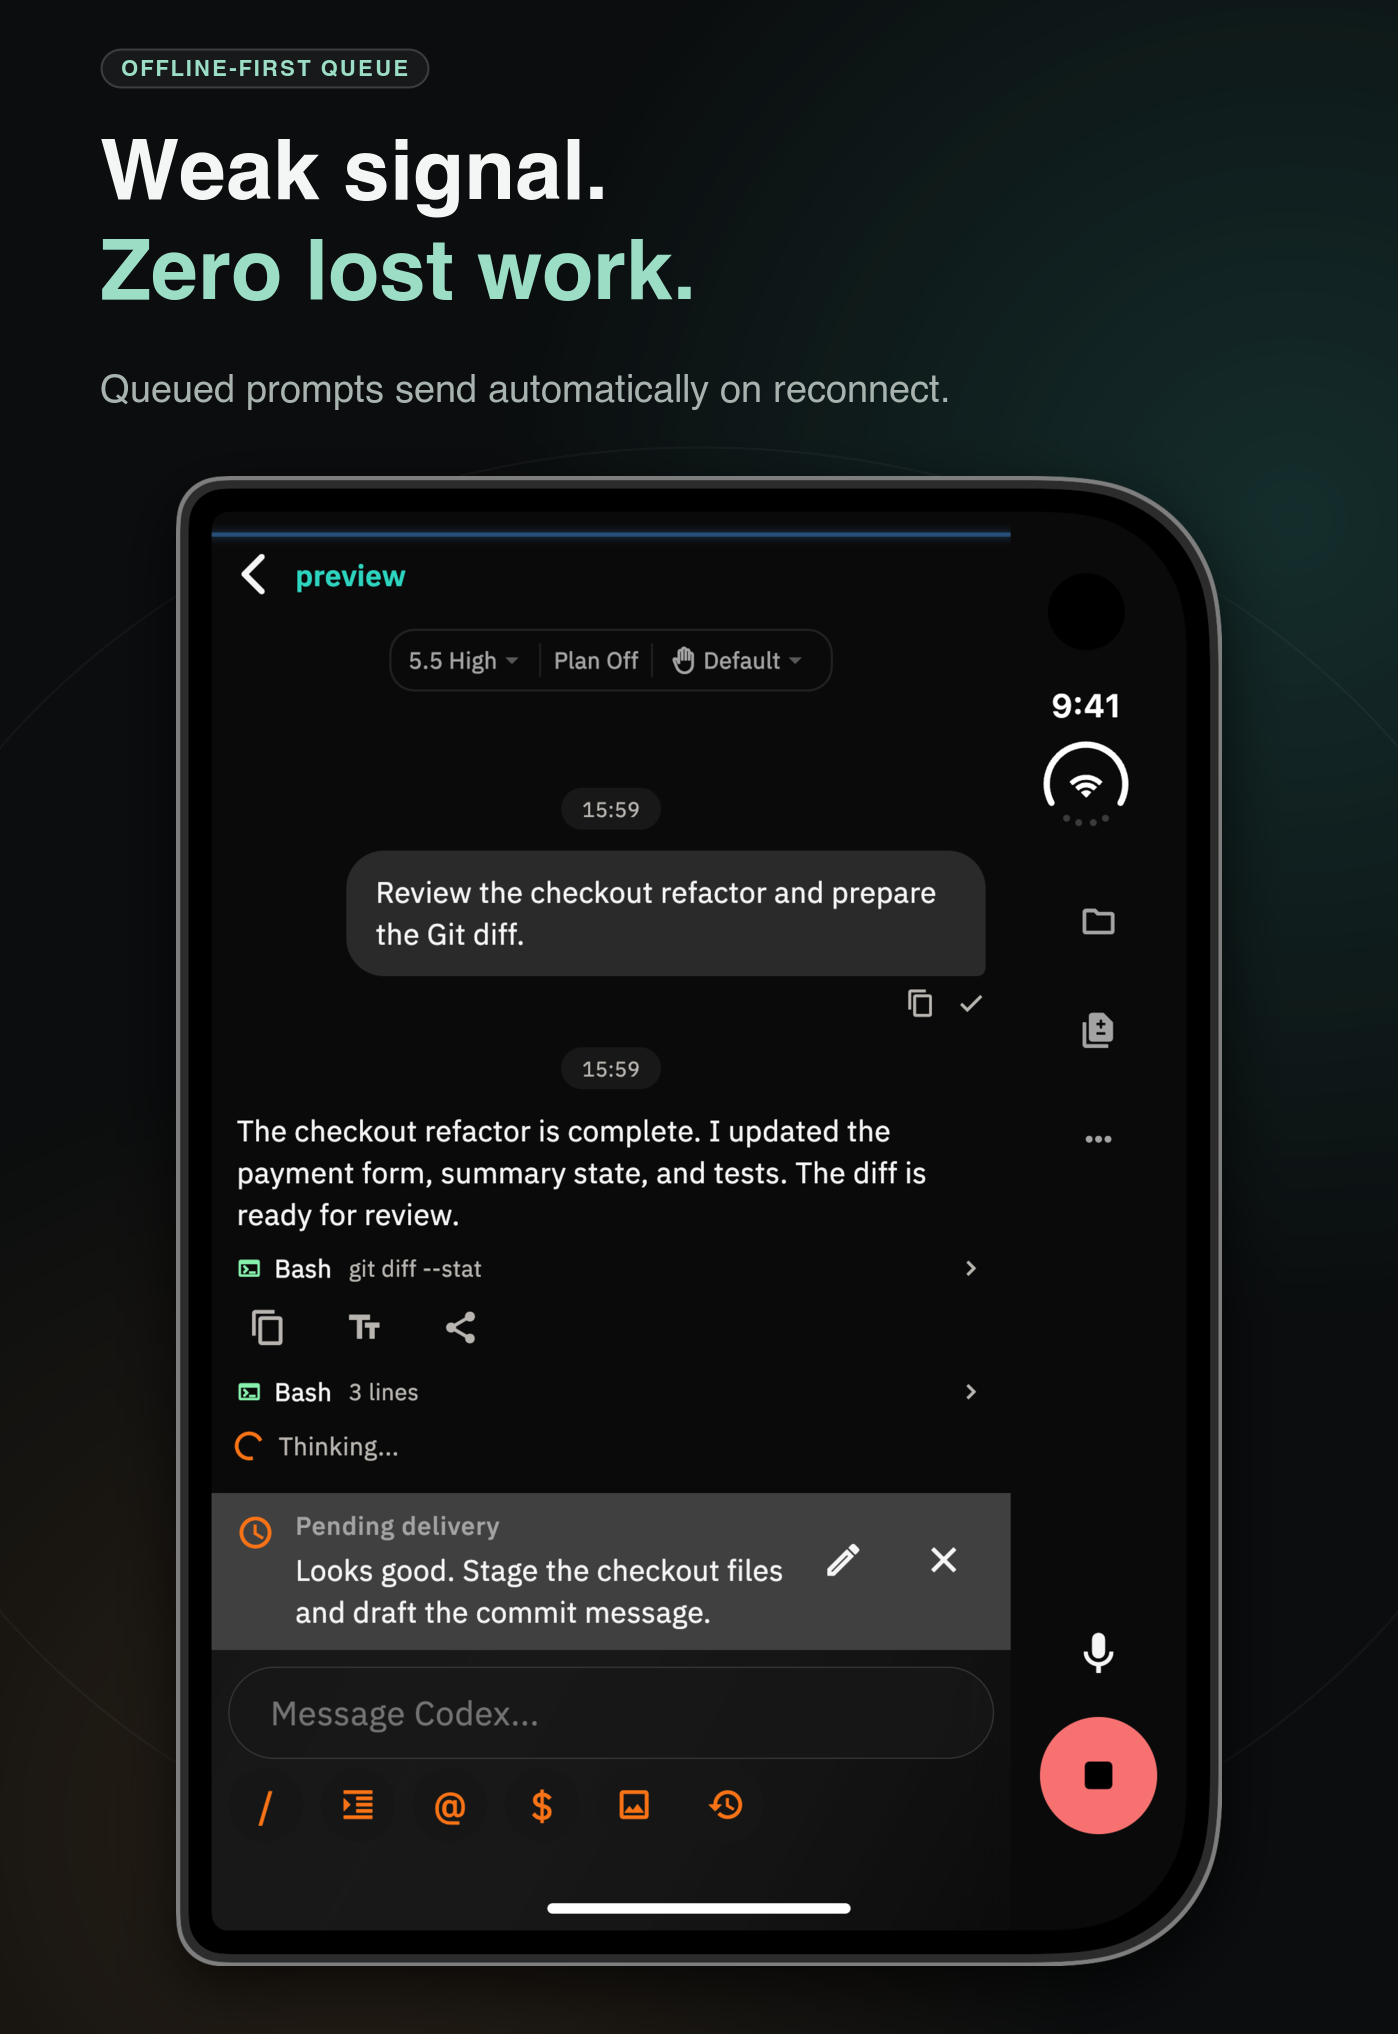 OFFLINE-FIRST QUEUE
Weak signal.
Zero lost work.
Queued prompts send automatically on reconnect.
preview
5.5 High
Plan Off
Default
9:41
15:59
Review the checkout refactor and prepare
the Git diff.
15:59
The checkout refactor is complete. I updated the
payment form, summary state, and tests. The diff is
ready for review.
Bash git diff --stat
Bash 3 lines
Thinking...
Pending delivery
Looks good. Stage the checkout files
and draft the commit message.
Message Codex...
/ @ $